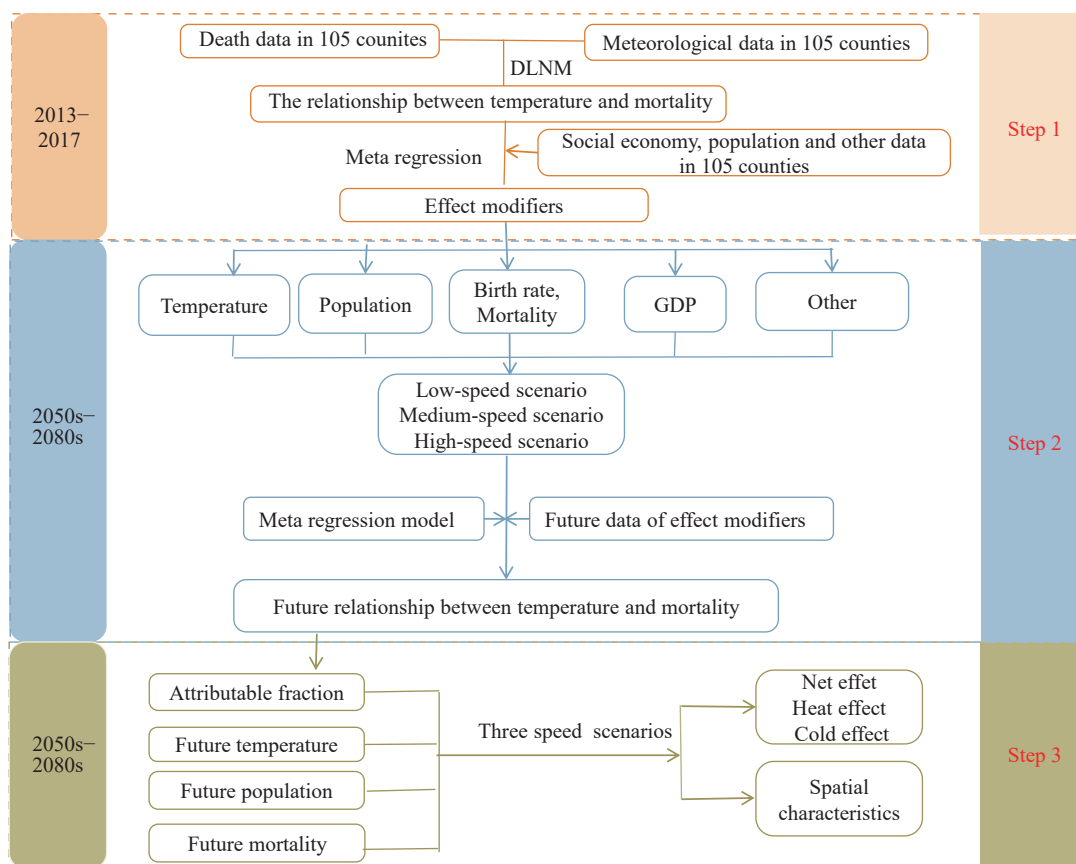 Death data in 105 counites
Meteorological data in 105 counties
DLNM
The relationship between temperature and mortality
2013−
2017
Step 1
Meta regression
Social economy, population and other data
in 105 counties
Effect modifiers
Temperature
Population
Birth rate,
Mortality
GDP
Other
Low-speed scenario
Medium-speed scenario
High-speed scenario
2050s−
2080s
Step 2
Meta regression model
Future data of effect modifiers
Future relationship between temperature and mortality
Attributable fraction
Future temperature
Future population
Future mortality
2050s−
2080s
Three speed scenarios
Net effet
Heat effect
Cold effect
Spatial
characteristics
Step 3